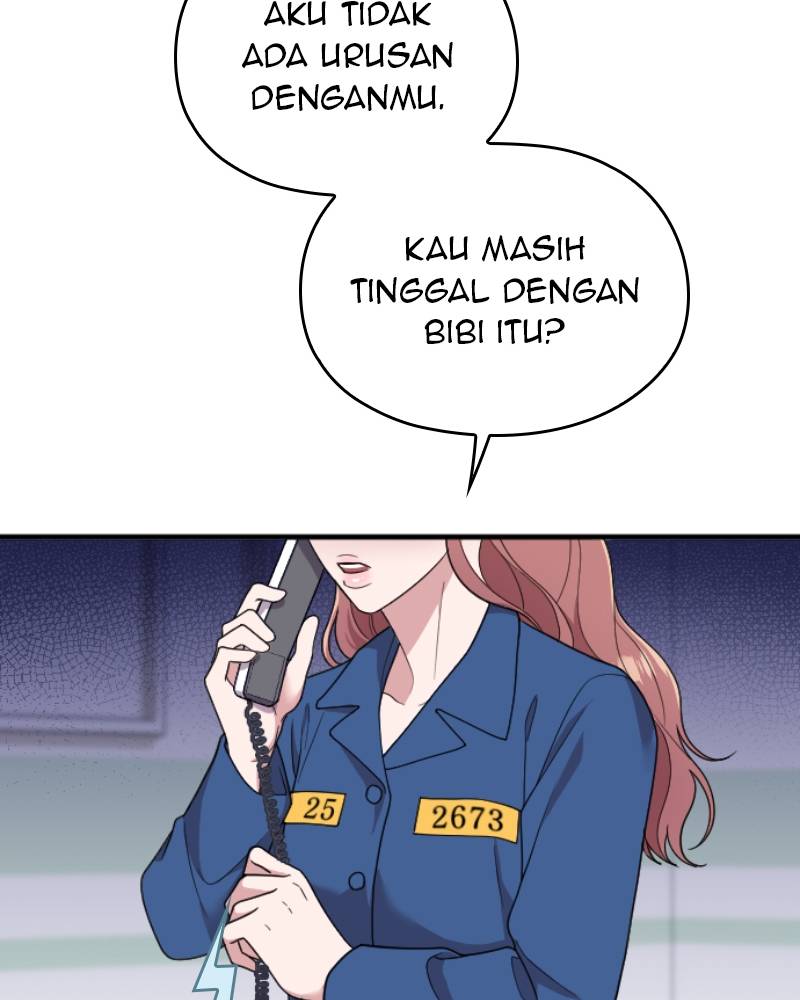 AKU TIDAK
ADA URUSAN
DENGANMU.
KAU MASIH
TINGGAL DENGAN
BIBI ITU?
25
2673